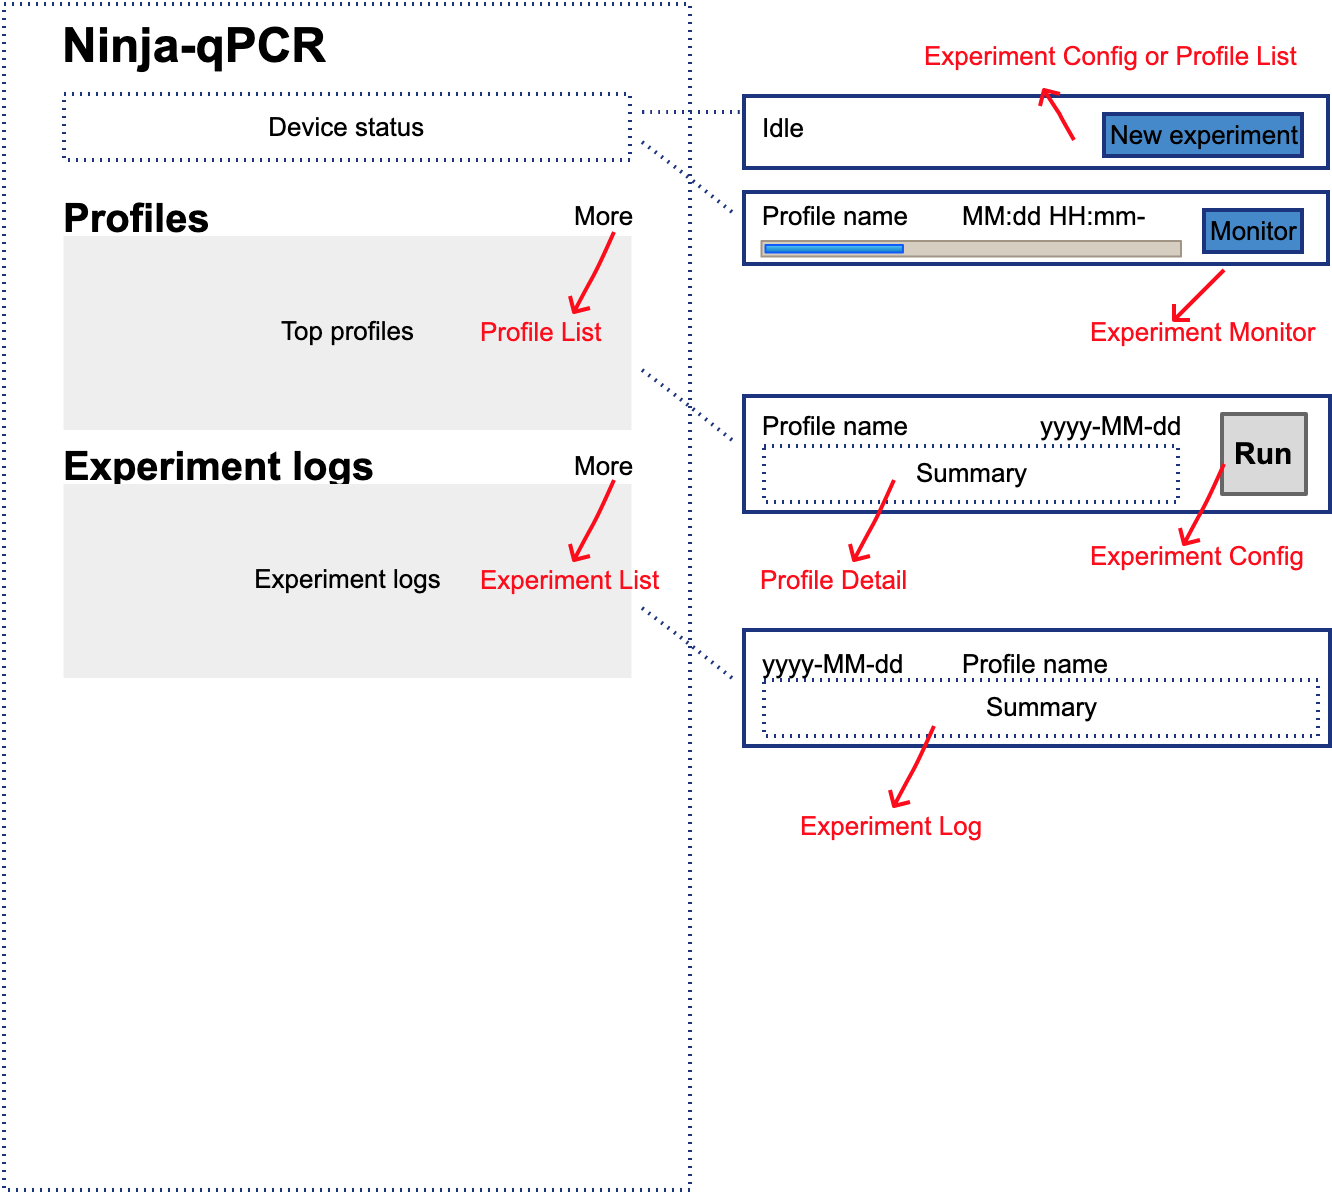 Ninja-qPCR
Device status
Profiles
More
Top profiles
Profile List
Experiment logs
More
Experiment logs
Experiment List
Experiment Config or Profile List
Idle
New experiment
Profile name
MM:dd HH:mm-
Monitor
Experiment Monitor
Profile name
yyyy-MM-dd
Run
Summary
Profile Detail
Experiment Config
yyyy-MM-dd
Profile name
Summary
Experiment Log